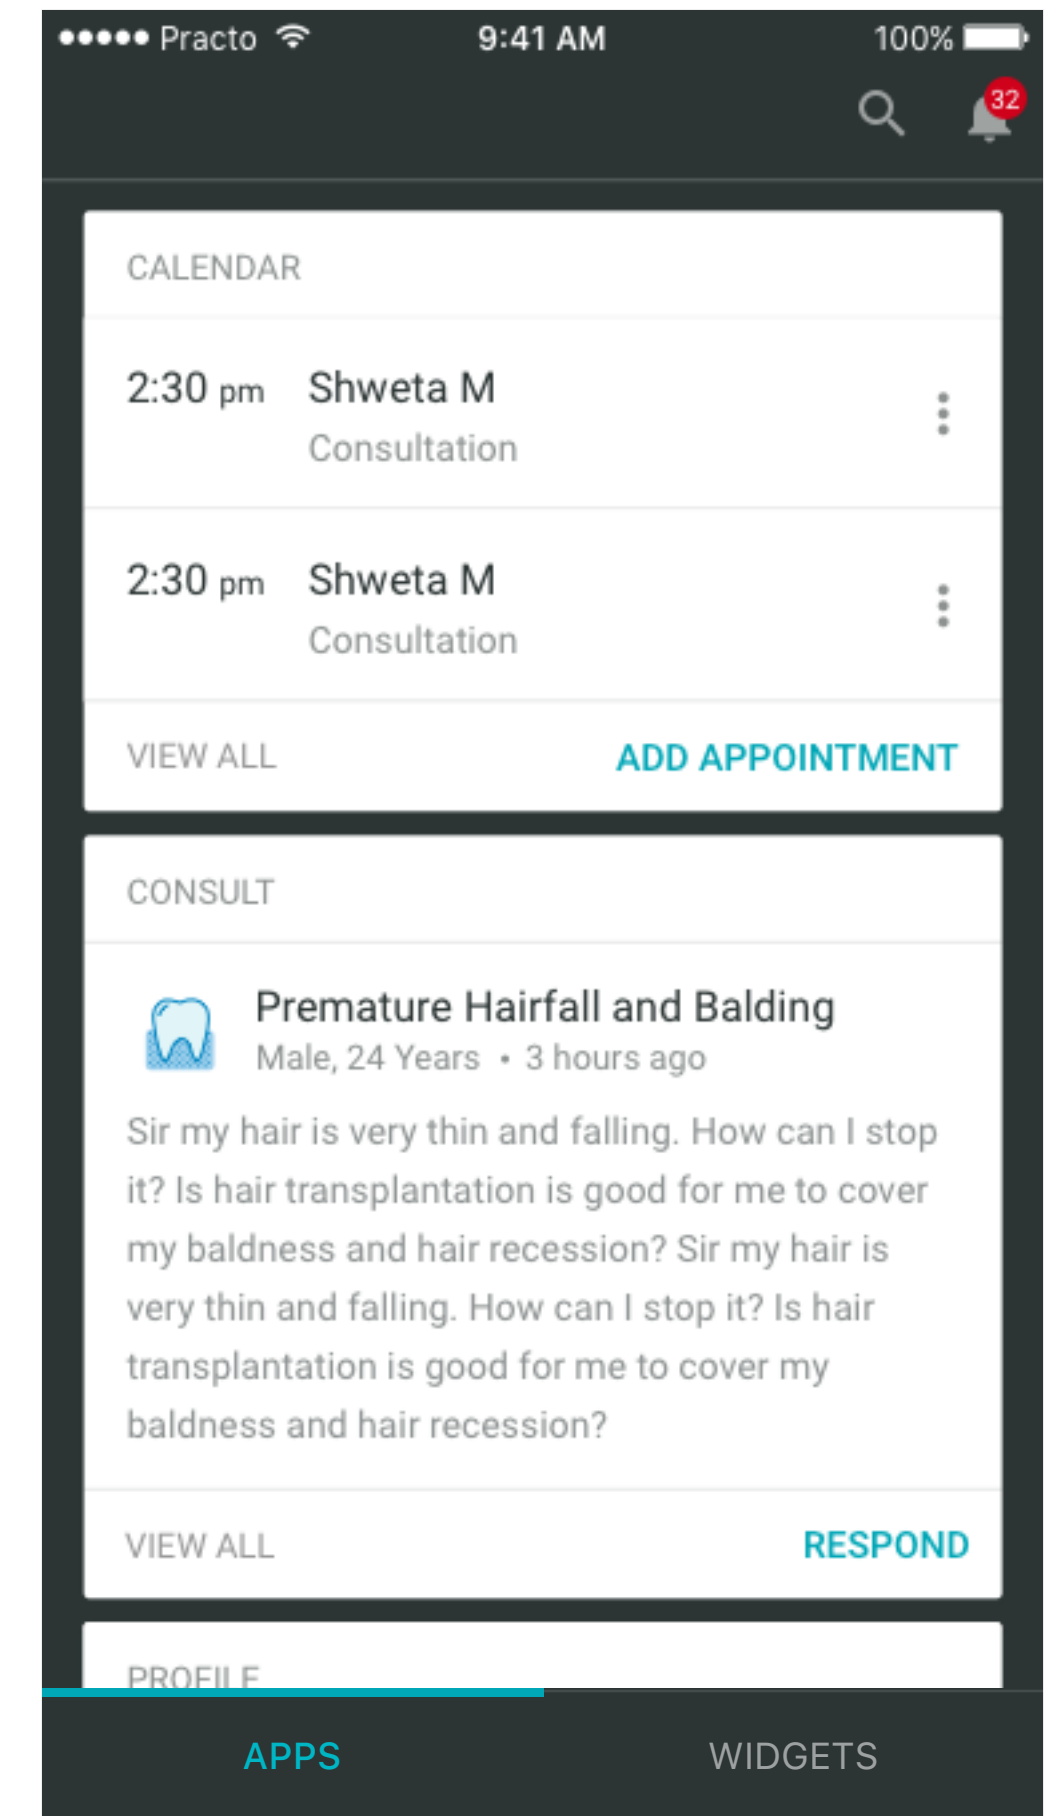 Practo 9:41 AM 100%
32
CALENDAR
2:30 pm Shweta M
Consultation
2:30 pm Shweta M
Consultation
VIEW ALL ADD APPOINTMENT
CONSULT
Premature Hairfall and Balding
Male, 24 Years • 3 hours ago
Sir my hair is very thin and falling. How can I stop
it? Is hair transplantation is good for me to cover
my baldness and hair recession? Sir my hair is
very thin and falling. How can I stop it? Is hair
transplantation is good for me to cover my
baldness and hair recession?
VIEW ALL RESPOND
PROFILE
APPS WIDGETS